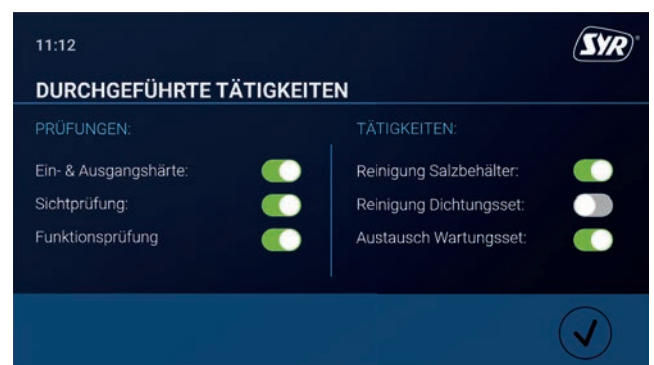 11:12
SYR
DURCHGEFÜHRTE TÄTIGKEITEN
PRÜFUNGEN:
Ein- & Ausgangshärte:
Sichtprüfung:
Funktionsprüfung
TÄTIGKEITEN:
Reinigung Salzbehälter:
Reinigung Dichtungsset:
Austausch Wartungsset: